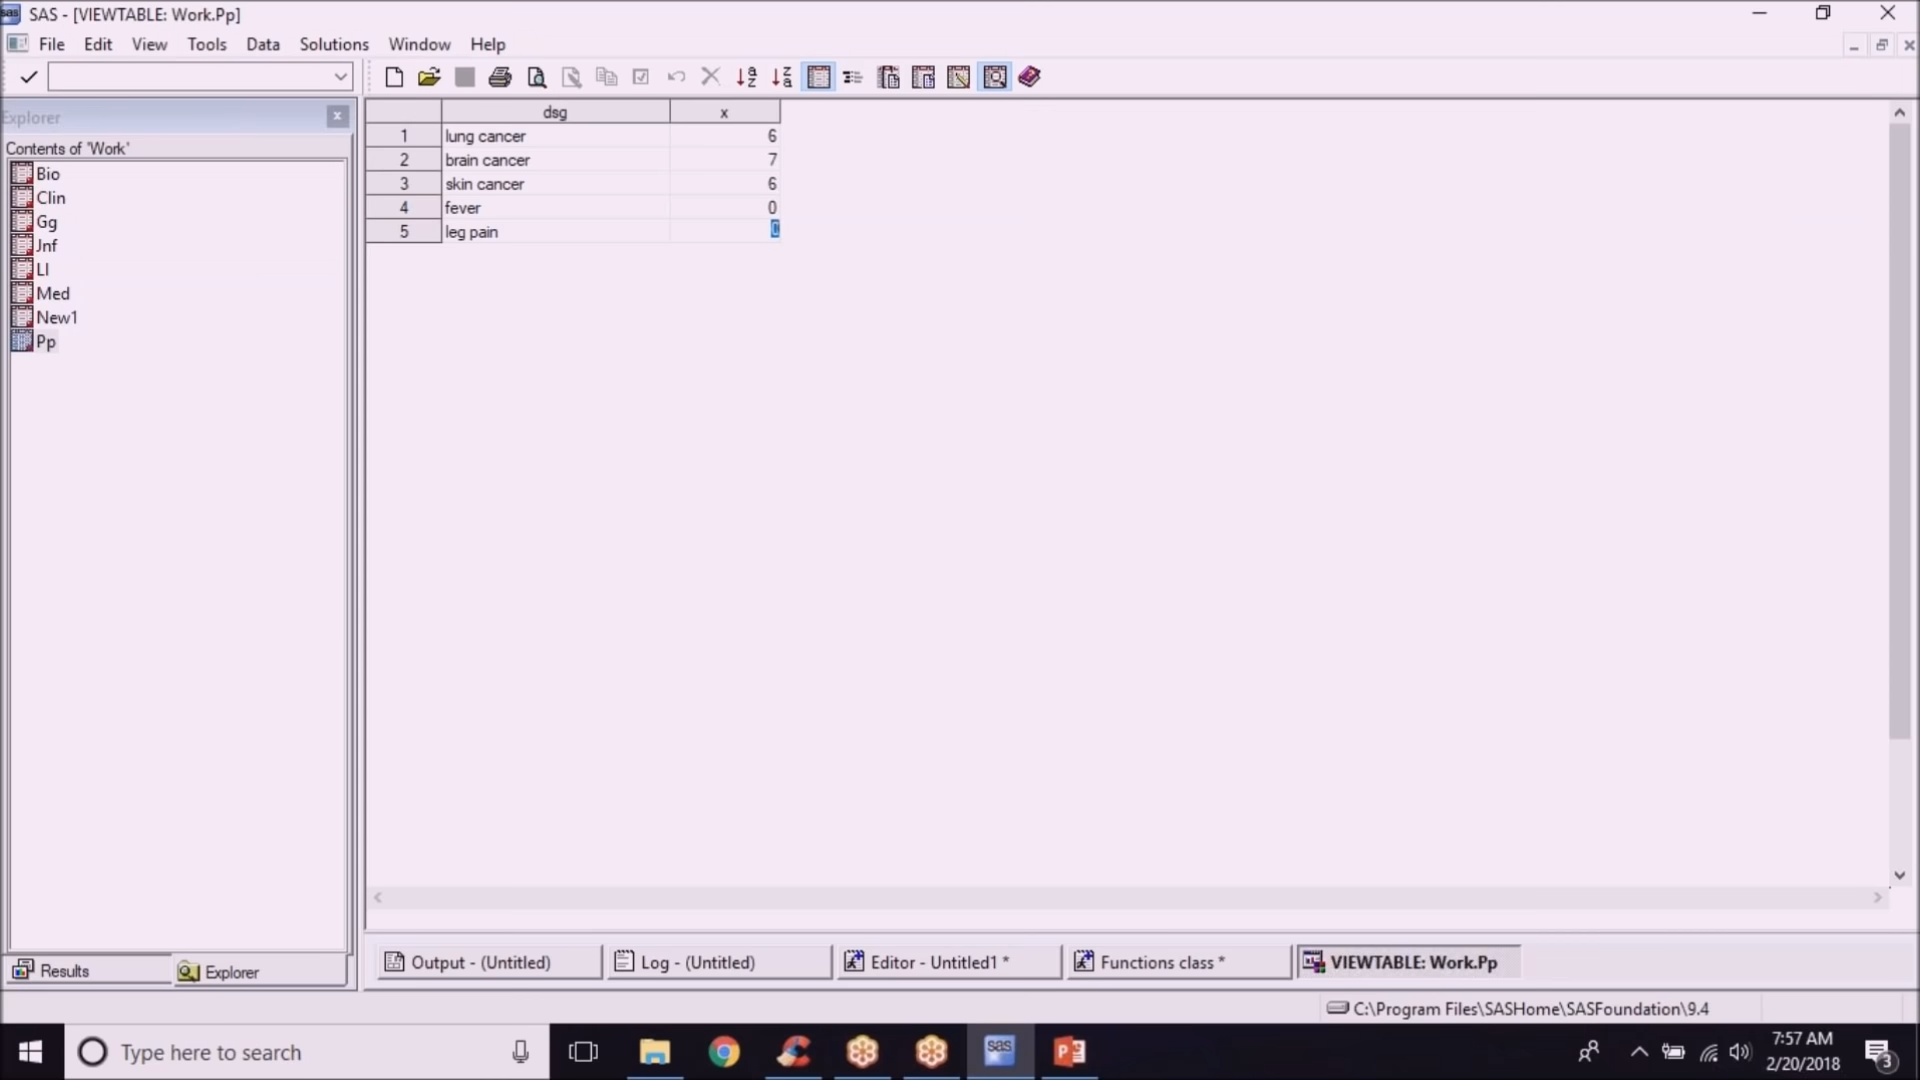 SAS - [VIEWTABLE: Work.Pp]
File Edit View Tools Data Solutions Window Help
Explorer
Contents of 'Work'
Bio
Clin
Gg
Jnf
Ll
Med
New1
Pp
dsg x
1 lung cancer 6
2 brain cancer 7
3 skin cancer 6
4 fever 0
5 leg pain 0
Results Explorer
Output - (Untitled) Log - (Untitled) Editor - Untitled1 * Functions class * VIEWTABLE: Work.Pp
C:\Program Files\SASHome\SASFoundation\9.4
Type here to search
sas
7:57 AM
2/20/2018
3